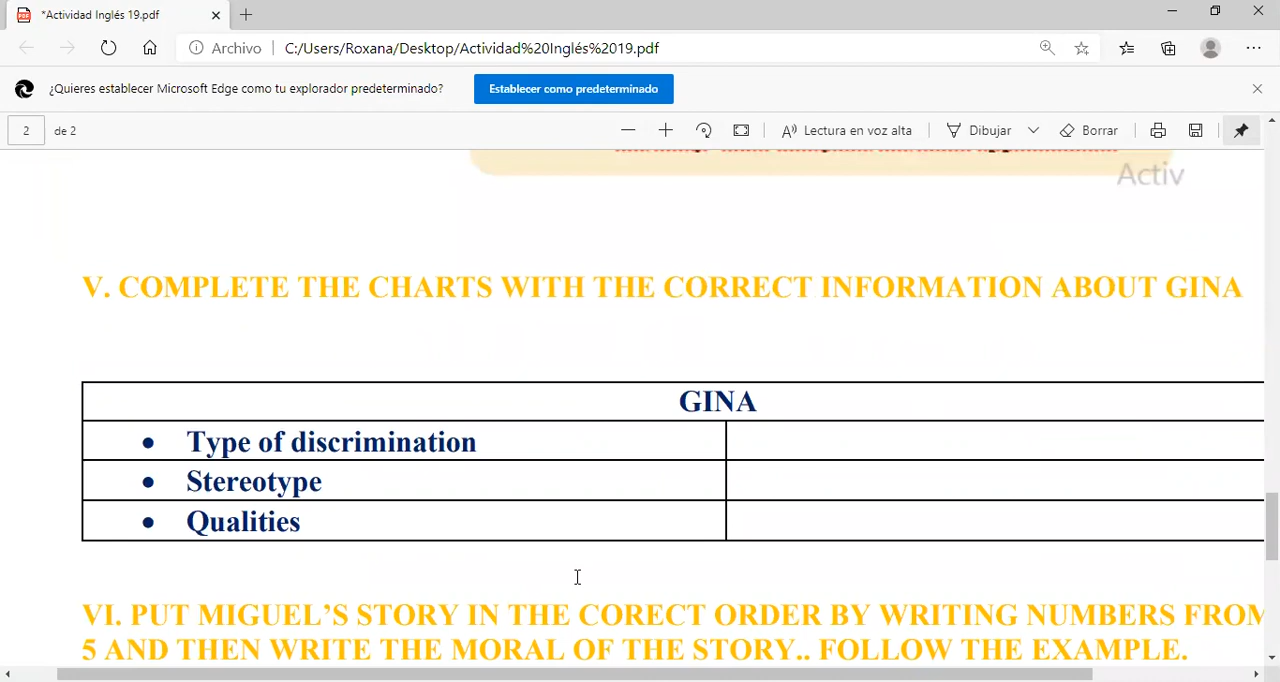 *Actividad Inglés 19.pdf
Archivo C:/Users/Roxana/Desktop/Actividad%20Inglés%2019.pdf
¿Quieres establecer Microsoft Edge como tu explorador predeterminado? Establecer como predeterminado
2 de 2 Lectura en voz alta Dibujar Borrar
Activ
V. COMPLETE THE CHARTS WITH THE CORRECT INFORMATION ABOUT GINA
GINA
• Type of discrimination
• Stereotype
• Qualities
VI. PUT MIGUEL’S STORY IN THE CORECT ORDER BY WRITING NUMBERS FROM
5 AND THEN WRITE THE MORAL OF THE STORY.. FOLLOW THE EXAMPLE.